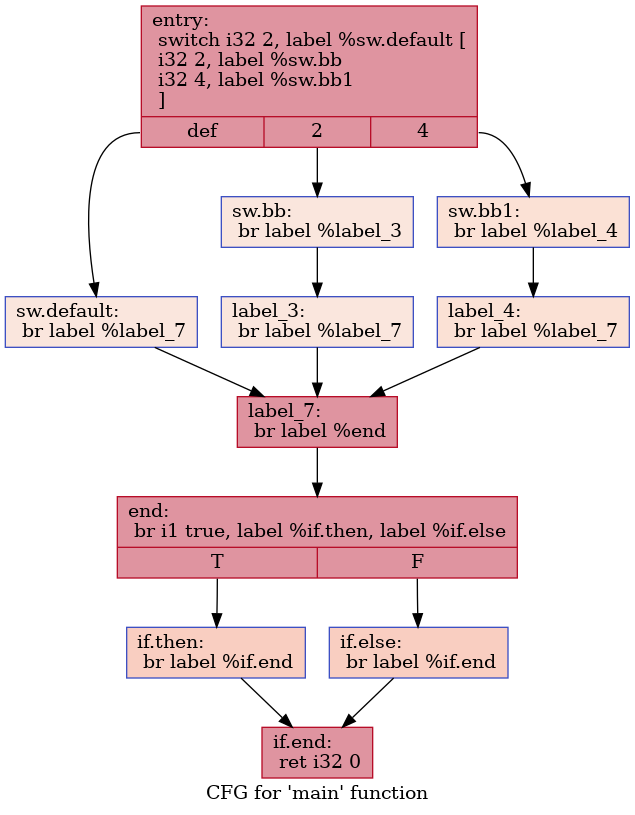 entry:
switch i32 2, label %sw.default [
i32 2, label %sw.bb
i32 4, label %sw.bb1
]
def 2 4
sw.bb:
br label %label_3
sw.bb1:
br label %label_4
sw.default:
br label %label_7
label_3:
br label %label_7
label_4:
br label %label_7
label_7:
br label %end
end:
br i1 true, label %if.then, label %if.else
T F
if.then:
br label %if.end
if.else:
br label %if.end
if.end:
ret i32 0
CFG for 'main' function